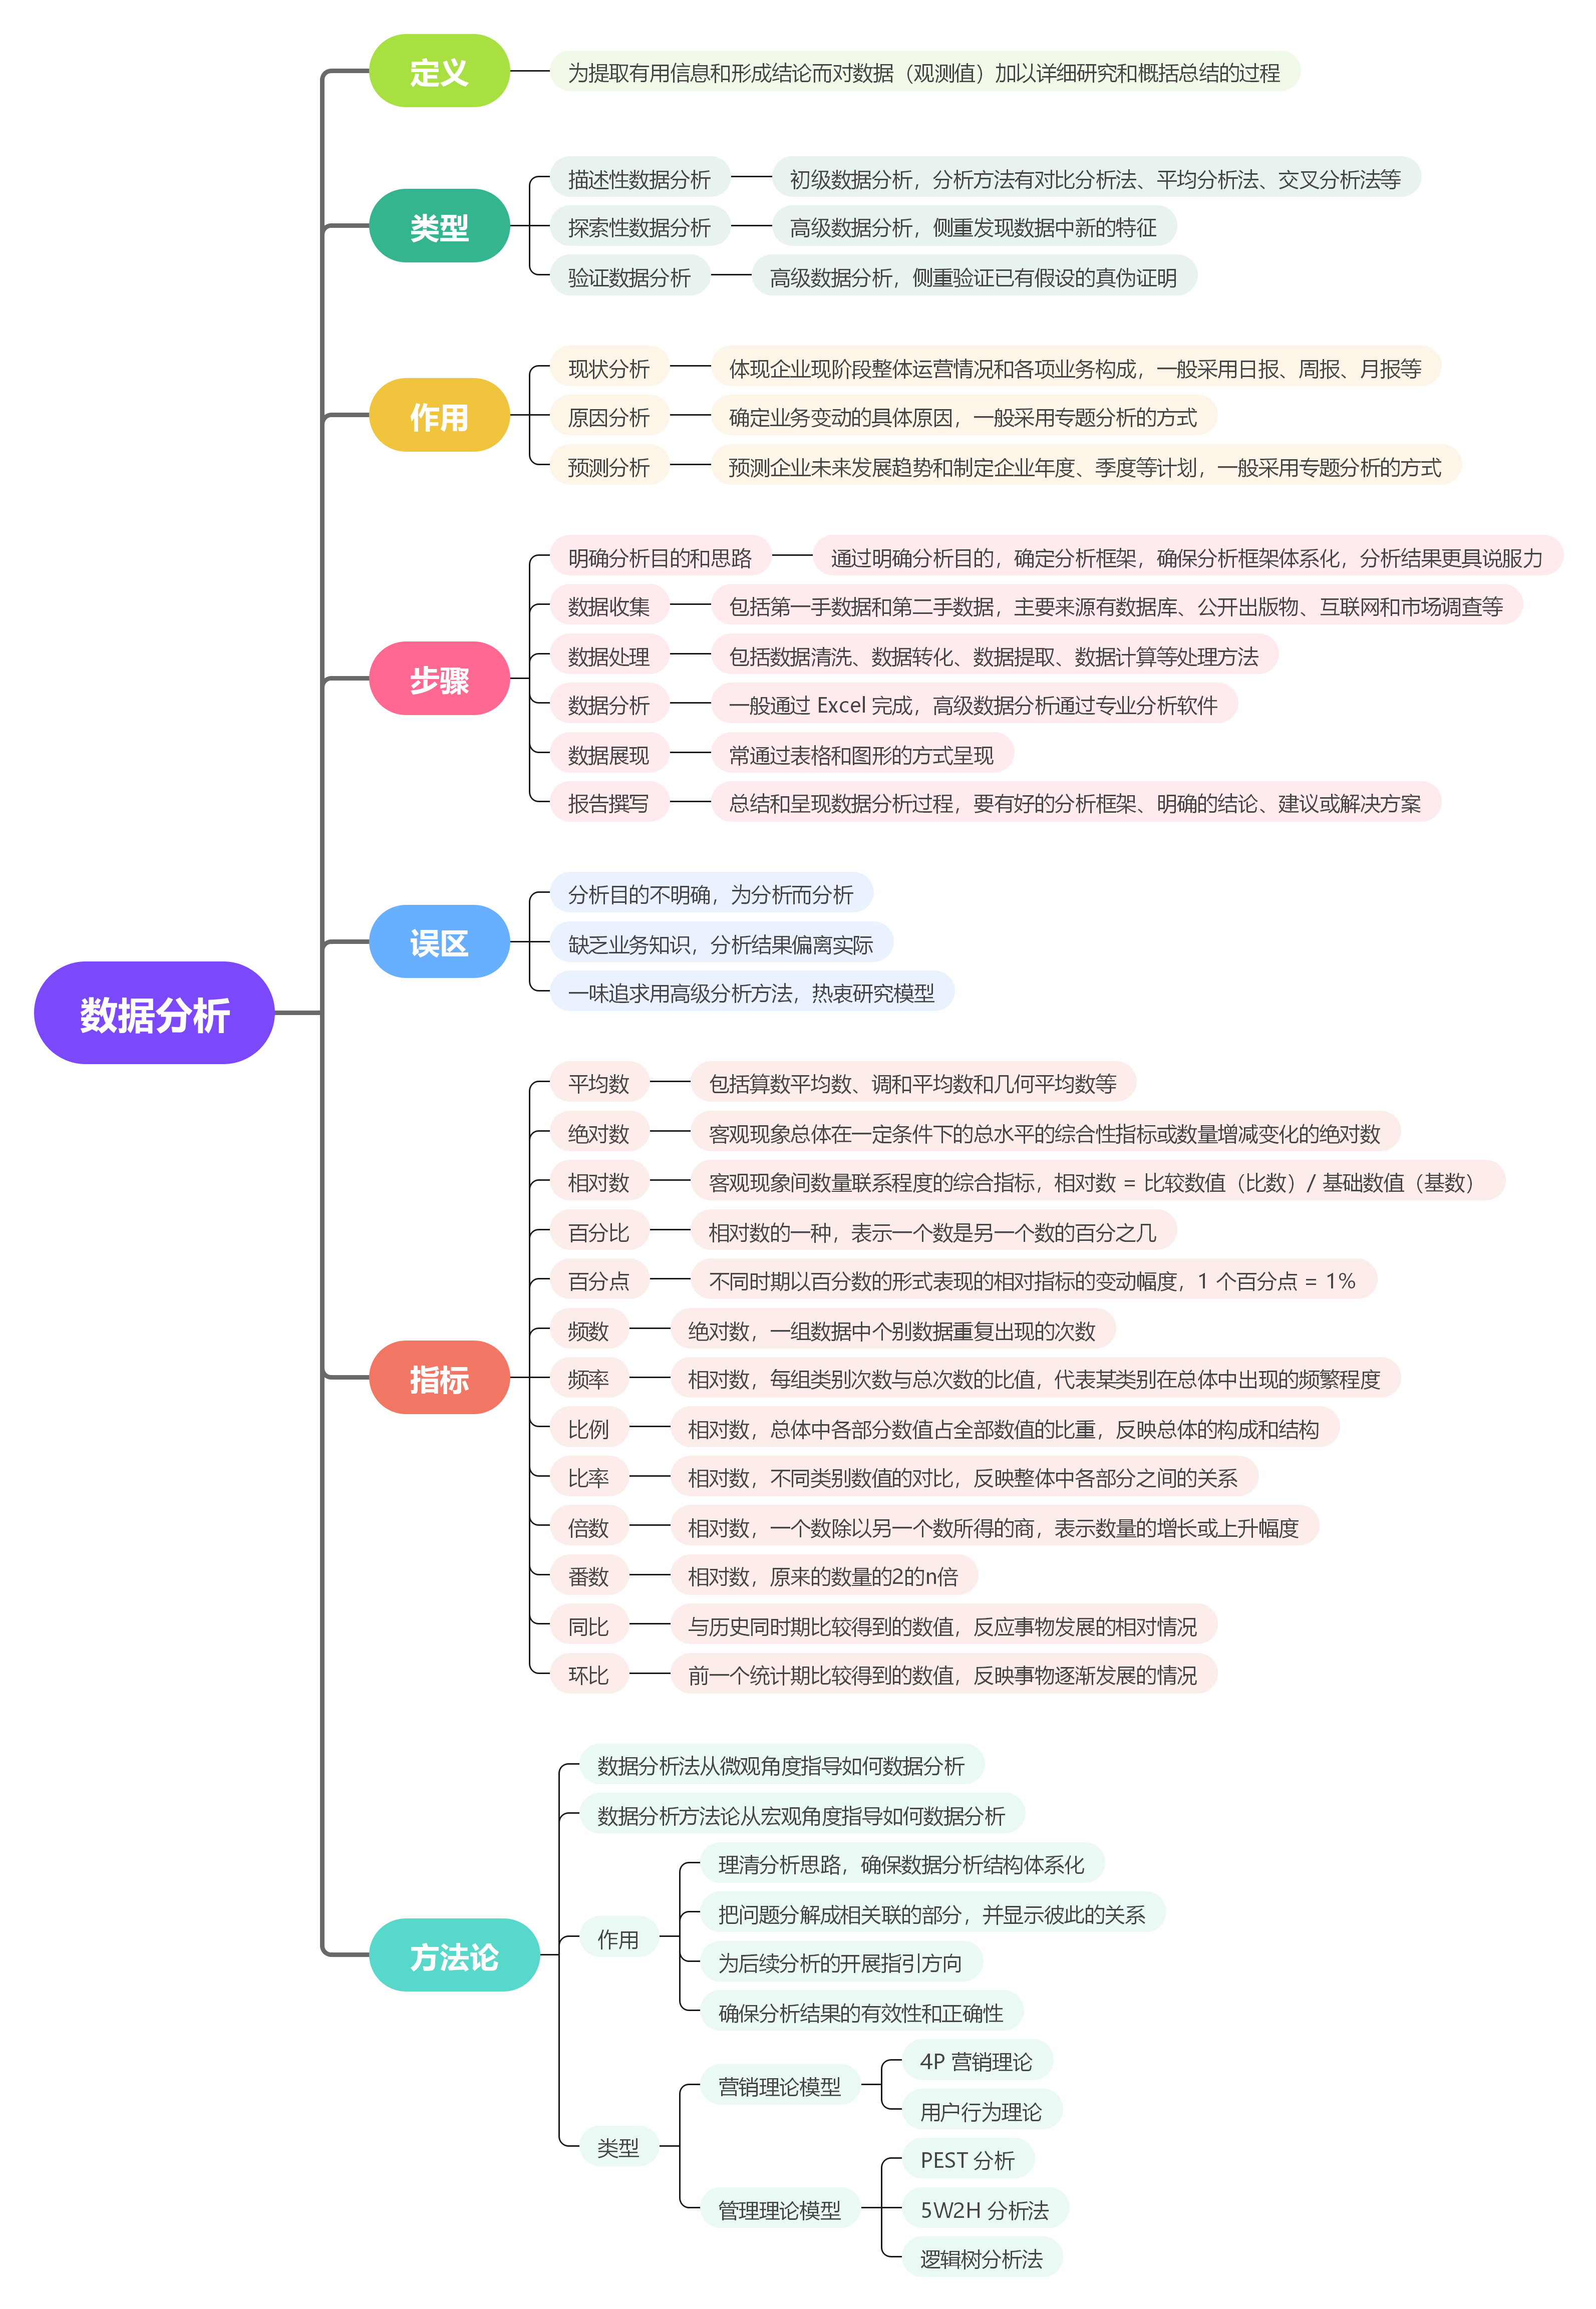 数据分析
定义
为提取有用信息和形成结论而对数据（观测值）加以详细研究和概括总结的过程
类型
描述性数据分析
初级数据分析，分析方法有对比分析法、平均分析法、交叉分析法等
探索性数据分析
高级数据分析，侧重发现数据中新的特征
验证数据分析
高级数据分析，侧重验证已有假设的真伪证明
作用
现状分析
体现企业现阶段整体运营情况和各项业务构成，一般采用日报、周报、月报等
原因分析
确定业务变动的具体原因，一般采用专题分析的方式
预测分析
预测企业未来发展趋势和制定企业年度、季度等计划，一般采用专题分析的方式
步骤
明确分析目的和思路
通过明确分析目的，确定分析框架，确保分析框架体系化，分析结果更具说服力
数据收集
包括第一手数据和第二手数据，主要来源有数据库、公开出版物、互联网和市场调查等
数据处理
包括数据清洗、数据转化、数据提取、数据计算等处理方法
数据分析
一般通过 Excel 完成，高级数据分析通过专业分析软件
数据展现
常通过表格和图形的方式呈现
报告撰写
总结和呈现数据分析过程，要有好的分析框架、明确的结论、建议或解决方案
误区
分析目的不明确，为分析而分析
缺乏业务知识，分析结果偏离实际
一味追求用高级分析方法，热衷研究模型
指标
平均数
包括算数平均数、调和平均数和几何平均数等
绝对数
客观现象总体在一定条件下的总水平的综合性指标或数量增减变化的绝对数
相对数
客观现象间数量联系程度的综合指标，相对数 = 比较数值（比数）/ 基础数值（基数）
百分比
相对数的一种，表示一个数是另一个数的百分之几
百分点
不同时期以百分数的形式表现的相对指标的变动幅度，1 个百分点 = 1%
频数
绝对数，一组数据中个别数据重复出现的次数
频率
相对数，每组类别次数与总次数的比值，代表某类别在总体中出现的频繁程度
比例
相对数，总体中各部分数值占全部数值的比重，反映总体的构成和结构
比率
相对数，不同类别数值的对比，反映整体中各部分之间的关系
倍数
相对数，一个数除以另一个数所得的商，表示数量的增长或上升幅度
番数
相对数，原来的数量的2的n倍
同比
与历史同时期比较得到的数值，反应事物发展的相对情况
环比
前一个统计期比较得到的数值，反映事物逐渐发展的情况
方法论
数据分析法从微观角度指导如何数据分析
数据分析方法论从宏观角度指导如何数据分析
作用
理清分析思路，确保数据分析结构体系化
把问题分解成相关联的部分，并显示彼此的关系
为后续分析的开展指引方向
确保分析结果的有效性和正确性
类型
营销理论模型
4P 营销理论
用户行为理论
管理理论模型
PEST 分析
5W2H 分析法
逻辑树分析法